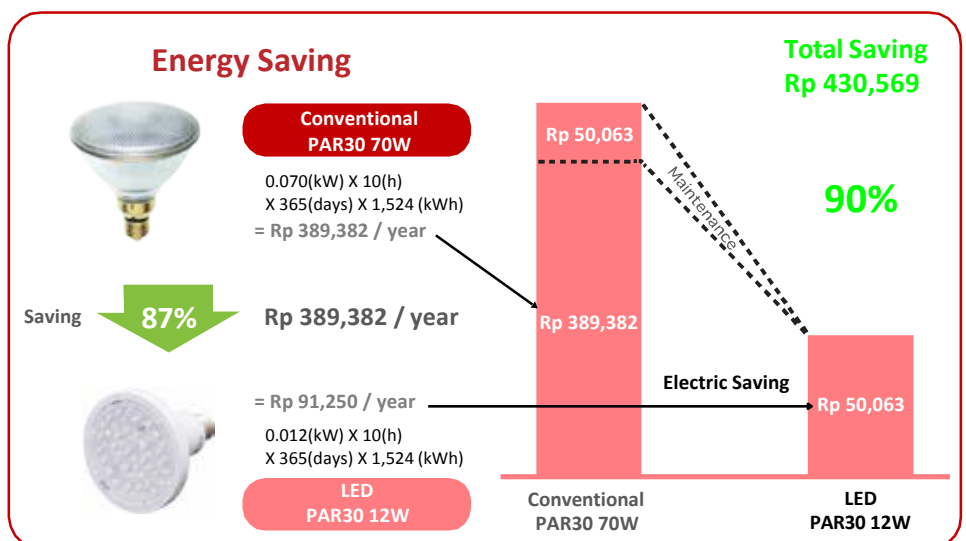 Energy Saving
Total Saving
Rp 430,569
90%
Conventional
PAR30 70W
0.070(kW) X 10(h)
X 365(days) X 1,524 (kWh)
= Rp 389,382 / year
Saving
87%
Rp 389,382 / year
= Rp 91,250 / year
0.012(kW) X 10(h)
X 365(days) X 1,524 (kWh)
LED
PAR30 12W
Rp 50,063
Maintenance
Rp 389,382
Electric Saving
Rp 50,063
Conventional
PAR30 70W
LED
PAR30 12W